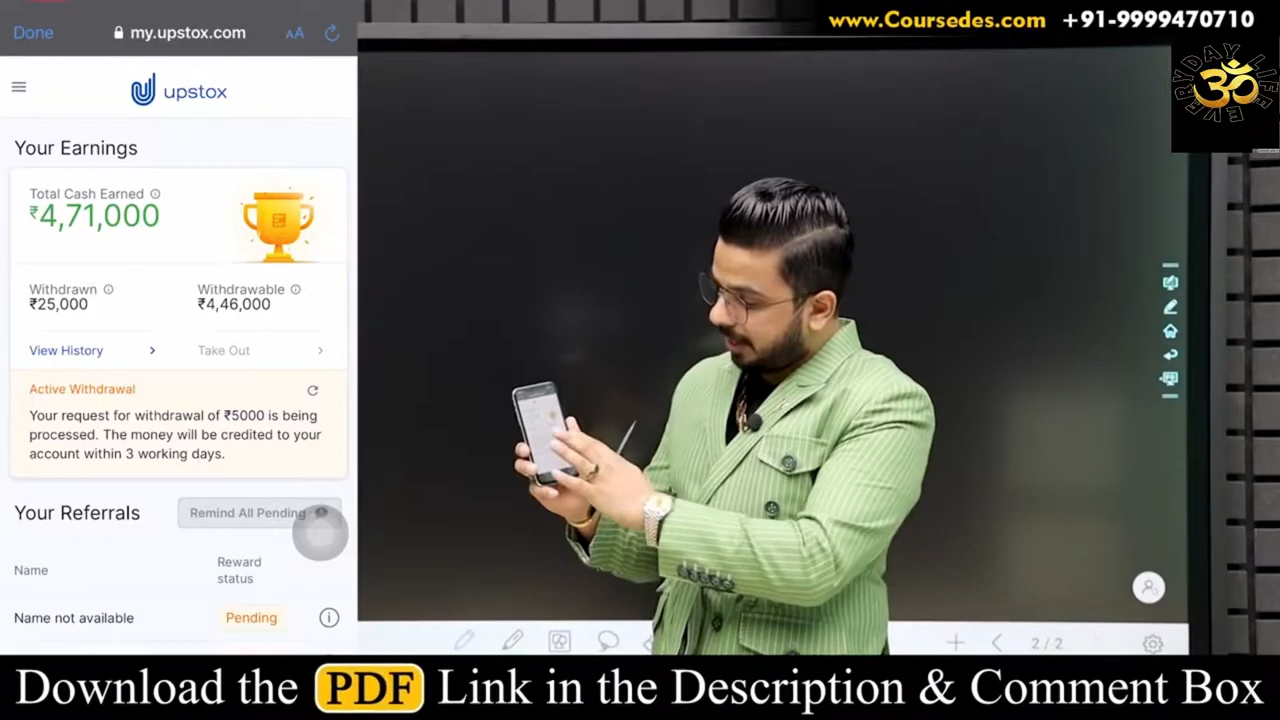 www.Coursedes.com +91-9999470710
Done
my.upstox.com
AA
upstox
EVERYDAY LIFE
ॐ
Your Earnings
Total Cash Earned
₹4,71,000
Withdrawn
Withdrawable
₹25,000
₹4,46,000
View History
Take Out
Active Withdrawal
Your request for withdrawal of ₹5000 is being
processed. The money will be credited to your
account within 3 working days.
Your Referrals
Remind All Pending
Name
Reward
status
Name not available
Pending
2/2
Download the PDF Link in the Description & Comment Box